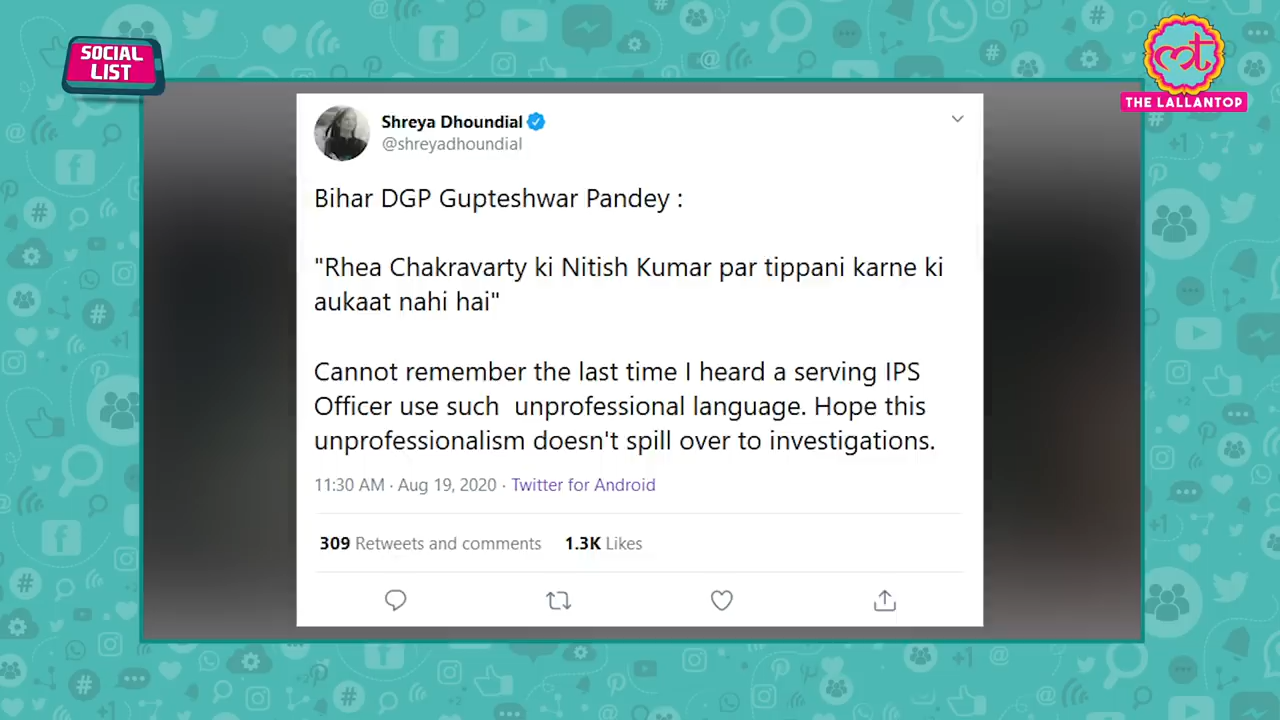 SOCIAL
LIST
मत
THE LALLANTOP
Shreya Dhoundial
@shreyadhoundial
Bihar DGP Gupteshwar Pandey :
"Rhea Chakravarty ki Nitish Kumar par tippani karne ki
aukaat nahi hai"
Cannot remember the last time I heard a serving IPS
Officer use such  unprofessional language. Hope this
unprofessionalism doesn't spill over to investigations.
11:30 AM · Aug 19, 2020 · Twitter for Android
309 Retweets and comments 1.3K Likes